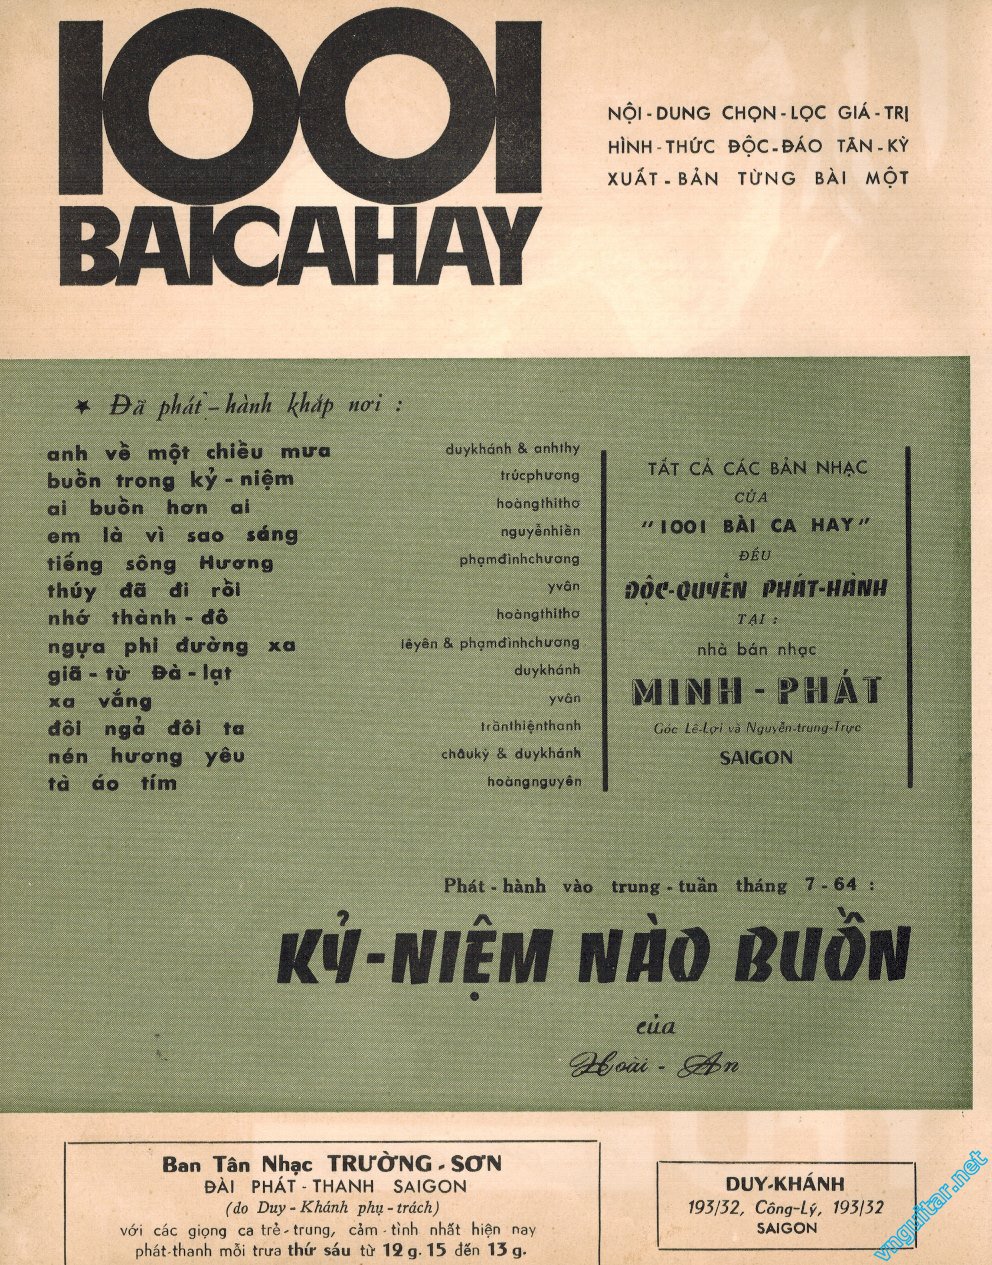 1001
BAICAHAY
NỘI-DUNG CHỌN-LỌC GIÁ-TRỊ
HÌNH-THỨC ĐỘC-ĐÁO TÂN-KỲ
XUẤT-BẢN TỪNG BÀI MỘT
★ Đã phát-hành khắp nơi :
anh về một chiều mưa duykhánh & anhthy
buồn trong kỷ-niệm trúcphương
ai buồn hơn ai hoàngthithơ
em là vì sao sáng nguyễnhiền
tiếng sông Hương phạmđìnhchương
thúy đã đi rồi yvân
nhớ thành-đô hoàngthithơ
ngựa phi đường xa lêyên & phạmđìnhchương
giã-từ Đà-lạt duykhánh
xa vắng yvân
đôi ngả đôi ta trầnthiệnthanh
nén hương yêu châukỳ & duykhánh
tà áo tím hoàngnguyên
TẤT CẢ CÁC BẢN NHẠC
CỦA
"1001 BÀI CA HAY"
ĐỀU
ĐỘC-QUYỀN PHÁT-HÀNH
TẠI :
nhà bán nhạc
MINH-PHÁT
Góc Lê-Lợi và Nguyễn-trung-Trực
SAIGON
Phát-hành vào trung-tuần tháng 7-64 :
KỶ-NIỆM NÀO BUỒN
của
Hoài-An
Ban Tân Nhạc TRƯỜNG-SƠN
ĐÀI PHÁT-THANH SAIGON
(do Duy-Khánh phụ-trách)
với các giọng ca trẻ-trung, cảm-tình nhất hiện nay
phát-thanh mỗi trưa thứ sáu từ 12 g. 15 đến 13 g.
DUY-KHÁNH
193/32, Công-Lý, 193/32
SAIGON
vnguitar.net